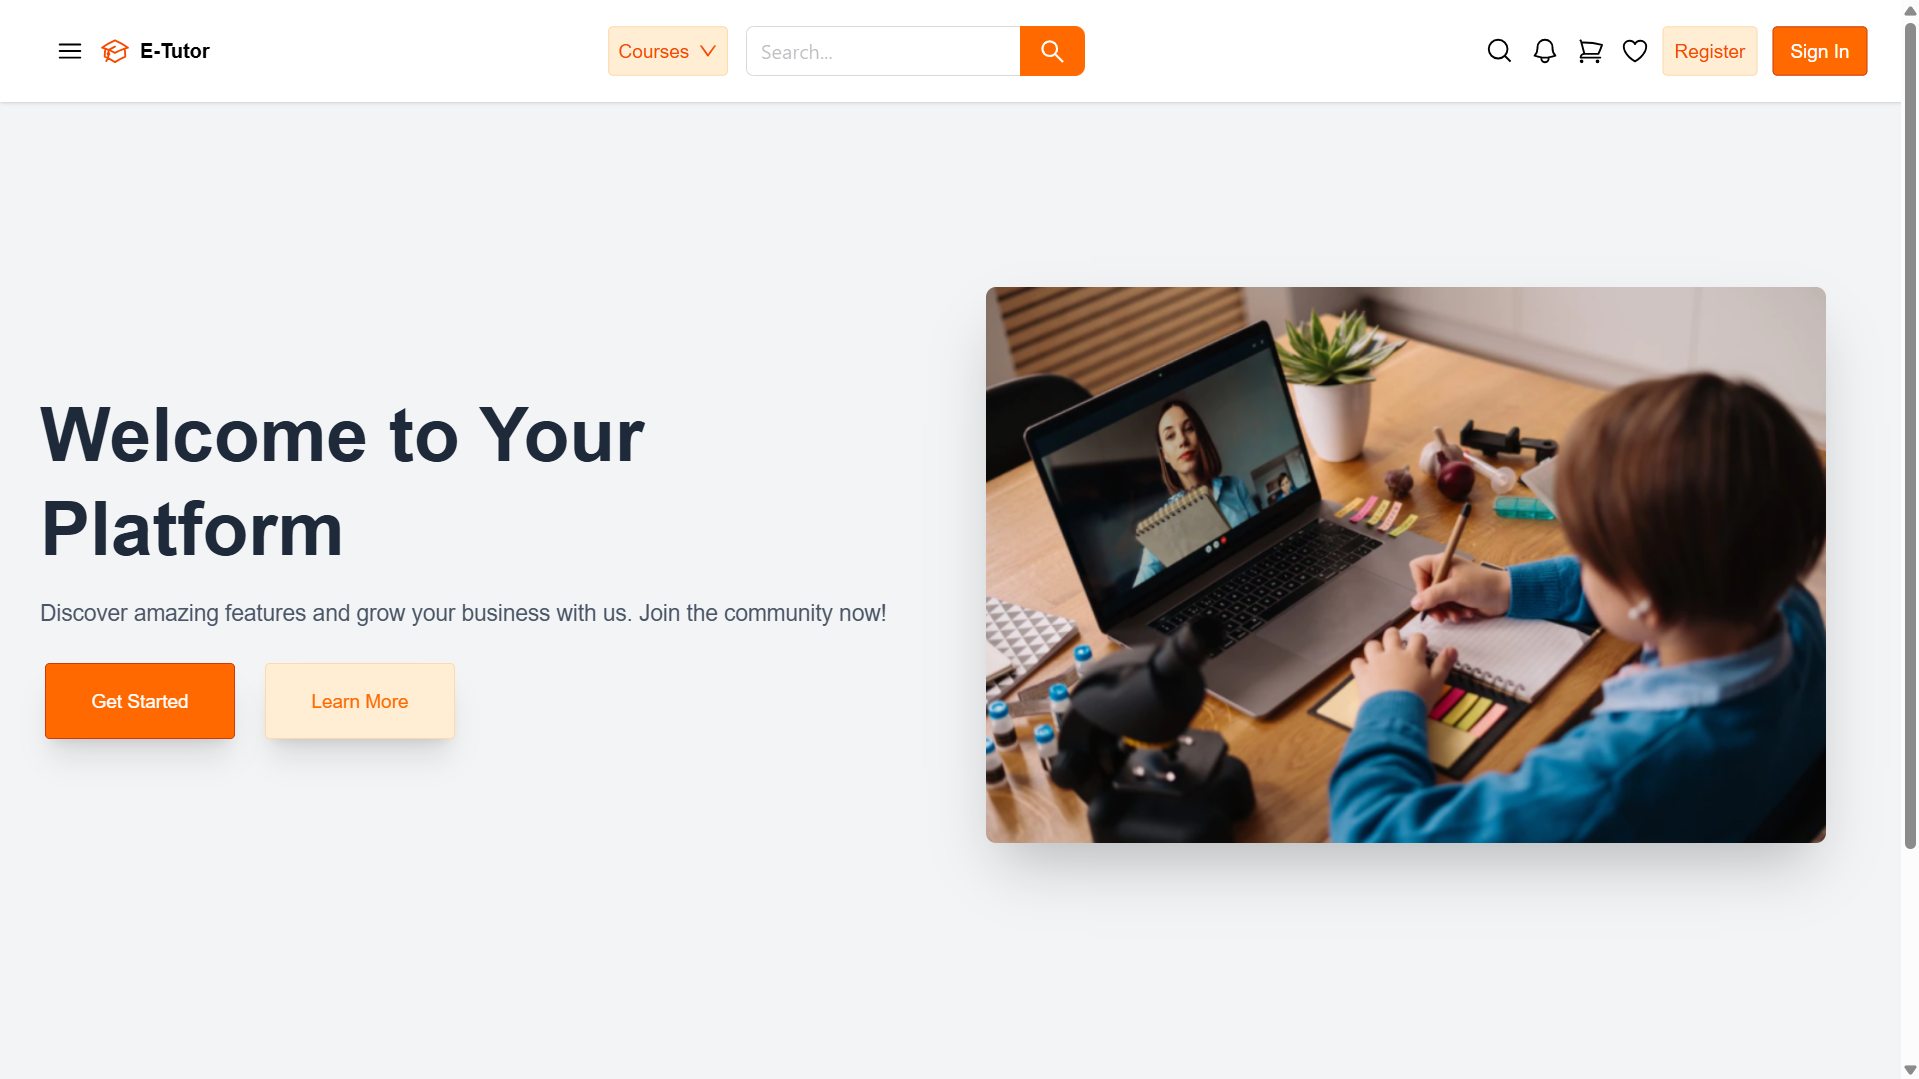 E-Tutor
Courses
Search...
Register
Sign In
Welcome to Your
Platform
Discover amazing features and grow your business with us. Join the community now!
Get Started
Learn More